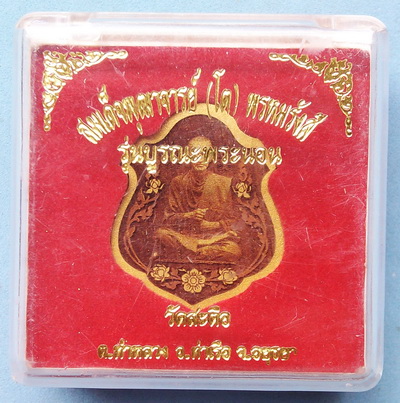 สมเด็จพุฒาจารย์ (โต) พรหมรังสี
รุ่นบูรณะพระนอน
วัดสะตือ
ต.ท่าหลวง อ.ท่าเรือ จ.อยุธยา